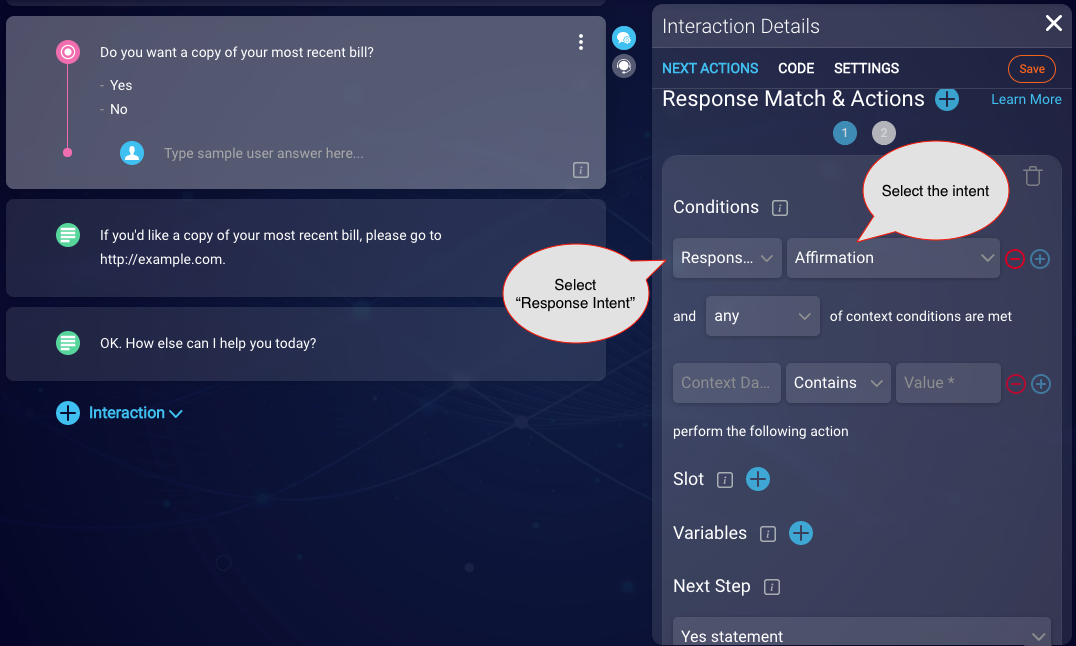 Do you want a copy of your most recent bill?
- Yes
- No
Type sample user answer here...
i
If you'd like a copy of your most recent bill, please go to
http://example.com.
OK. How else can I help you today?
Interaction
Interaction Details
NEXT ACTIONS CODE SETTINGS Save
Response Match & Actions Learn More
1 2
Select the intent
Conditions i
Respons... Affirmation
Select
“Response Intent”
and any of context conditions are met
Context Da... Contains Value *
perform the following action
Slot i
Variables i
Next Step i
Yes statement